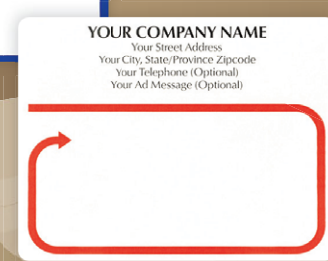 YOUR COMPANY NAME
Your Street Address
Your City, State/Province Zipcode
Your Telephone (Optional)
Your Ad Message (Optional)